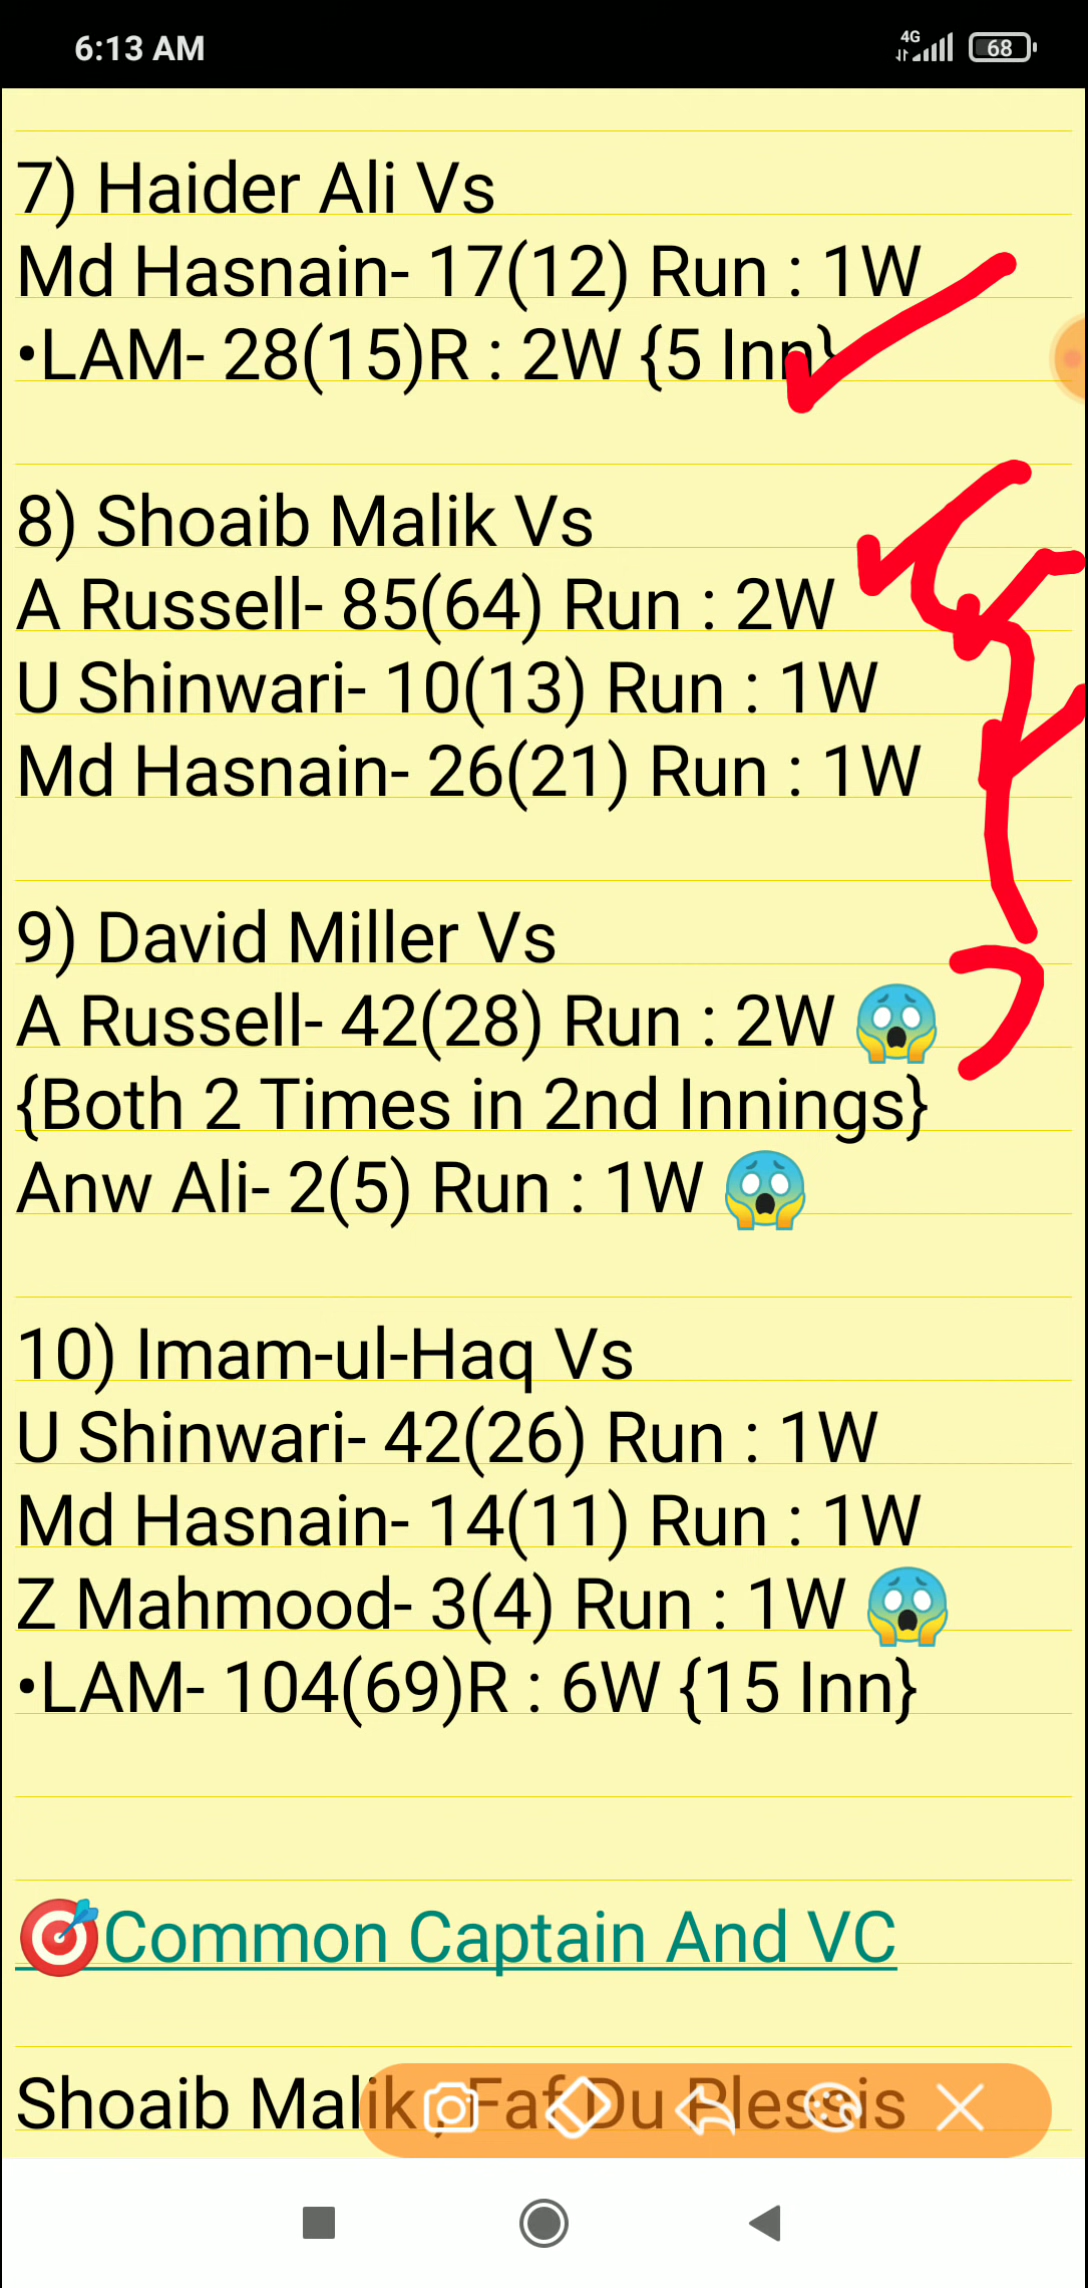 6:13 AM
4G
68
7) Haider Ali Vs
Md Hasnain- 17(12) Run : 1W
•LAM- 28(15)R : 2W {5 Inn}
8) Shoaib Malik Vs
A Russell- 85(64) Run : 2W
U Shinwari- 10(13) Run : 1W
Md Hasnain- 26(21) Run : 1W
9) David Miller Vs
A Russell- 42(28) Run : 2W 😱
{Both 2 Times in 2nd Innings}
Anw Ali- 2(5) Run : 1W 😱
10) Imam-ul-Haq Vs
U Shinwari- 42(26) Run : 1W
Md Hasnain- 14(11) Run : 1W
Z Mahmood- 3(4) Run : 1W 😱
•LAM- 104(69)R : 6W {15 Inn}
🎯Common Captain And VC
Shoaib Malik , Faf Du Plessis